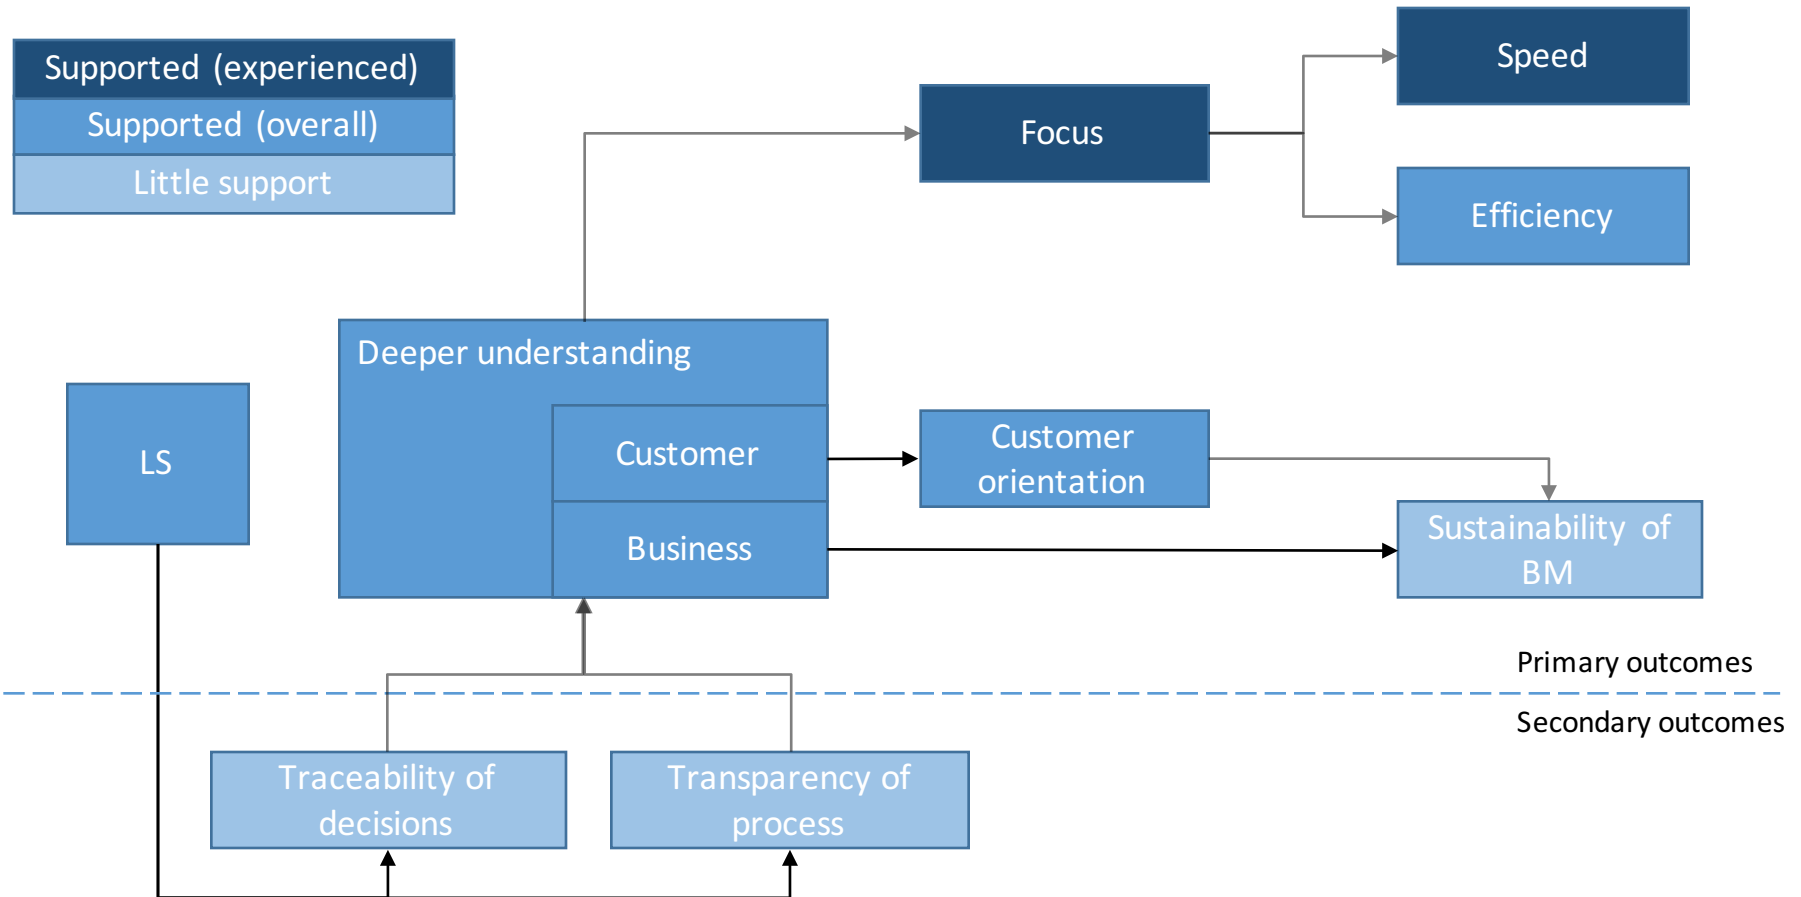 Supported (experienced)
Supported (overall)
Little support
Speed
Focus
Efficiency
Deeper understanding
LS
Customer
Business
Customer
orientation
Sustainability of
BM
Primary outcomes
Secondary outcomes
Traceability of
decisions
Transparency of
process